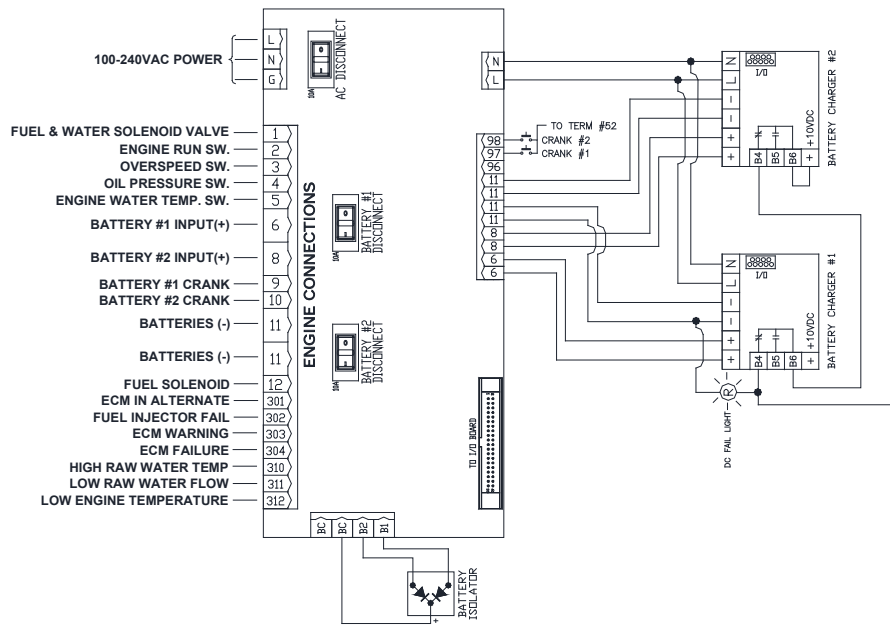 100-240VAC POWER
L
N
G
10A
AC DISCONNECT
FUEL & WATER SOLENOID VALVE 1
ENGINE RUN SW. 2
OVERSPEED SW. 3
OIL PRESSURE SW. 4
ENGINE WATER TEMP. SW. 5
BATTERY #1 INPUT(+) 6
BATTERY #2 INPUT(+) 8
BATTERY #1 CRANK 9
BATTERY #2 CRANK 10
BATTERIES (-) 11
BATTERIES (-) 11
FUEL SOLENOID 12
ECM IN ALTERNATE 301
FUEL INJECTOR FAIL 302
ECM WARNING 303
ECM FAILURE 304
HIGH RAW WATER TEMP 310
LOW RAW WATER FLOW 311
LOW ENGINE TEMPERATURE 312
ENGINE CONNECTIONS
10A
BATTERY #1
DISCONNECT
10A
BATTERY #2
DISCONNECT
TO I/O BOARD
BC
BC
B2
B1
BATTERY
ISOLATOR
+
N
L
98
97
96
11
11
11
11
8
8
6
6
TO TERM #52
CRANK #2
CRANK #1
N
L
-
-
+
+
I/O
B4
B5
B6
+
+10VDC
BATTERY CHARGER #2
N
L
-
-
+
+
I/O
B4
B5
B6
+
+10VDC
BATTERY CHARGER #1
R
DC FAIL LIGHT